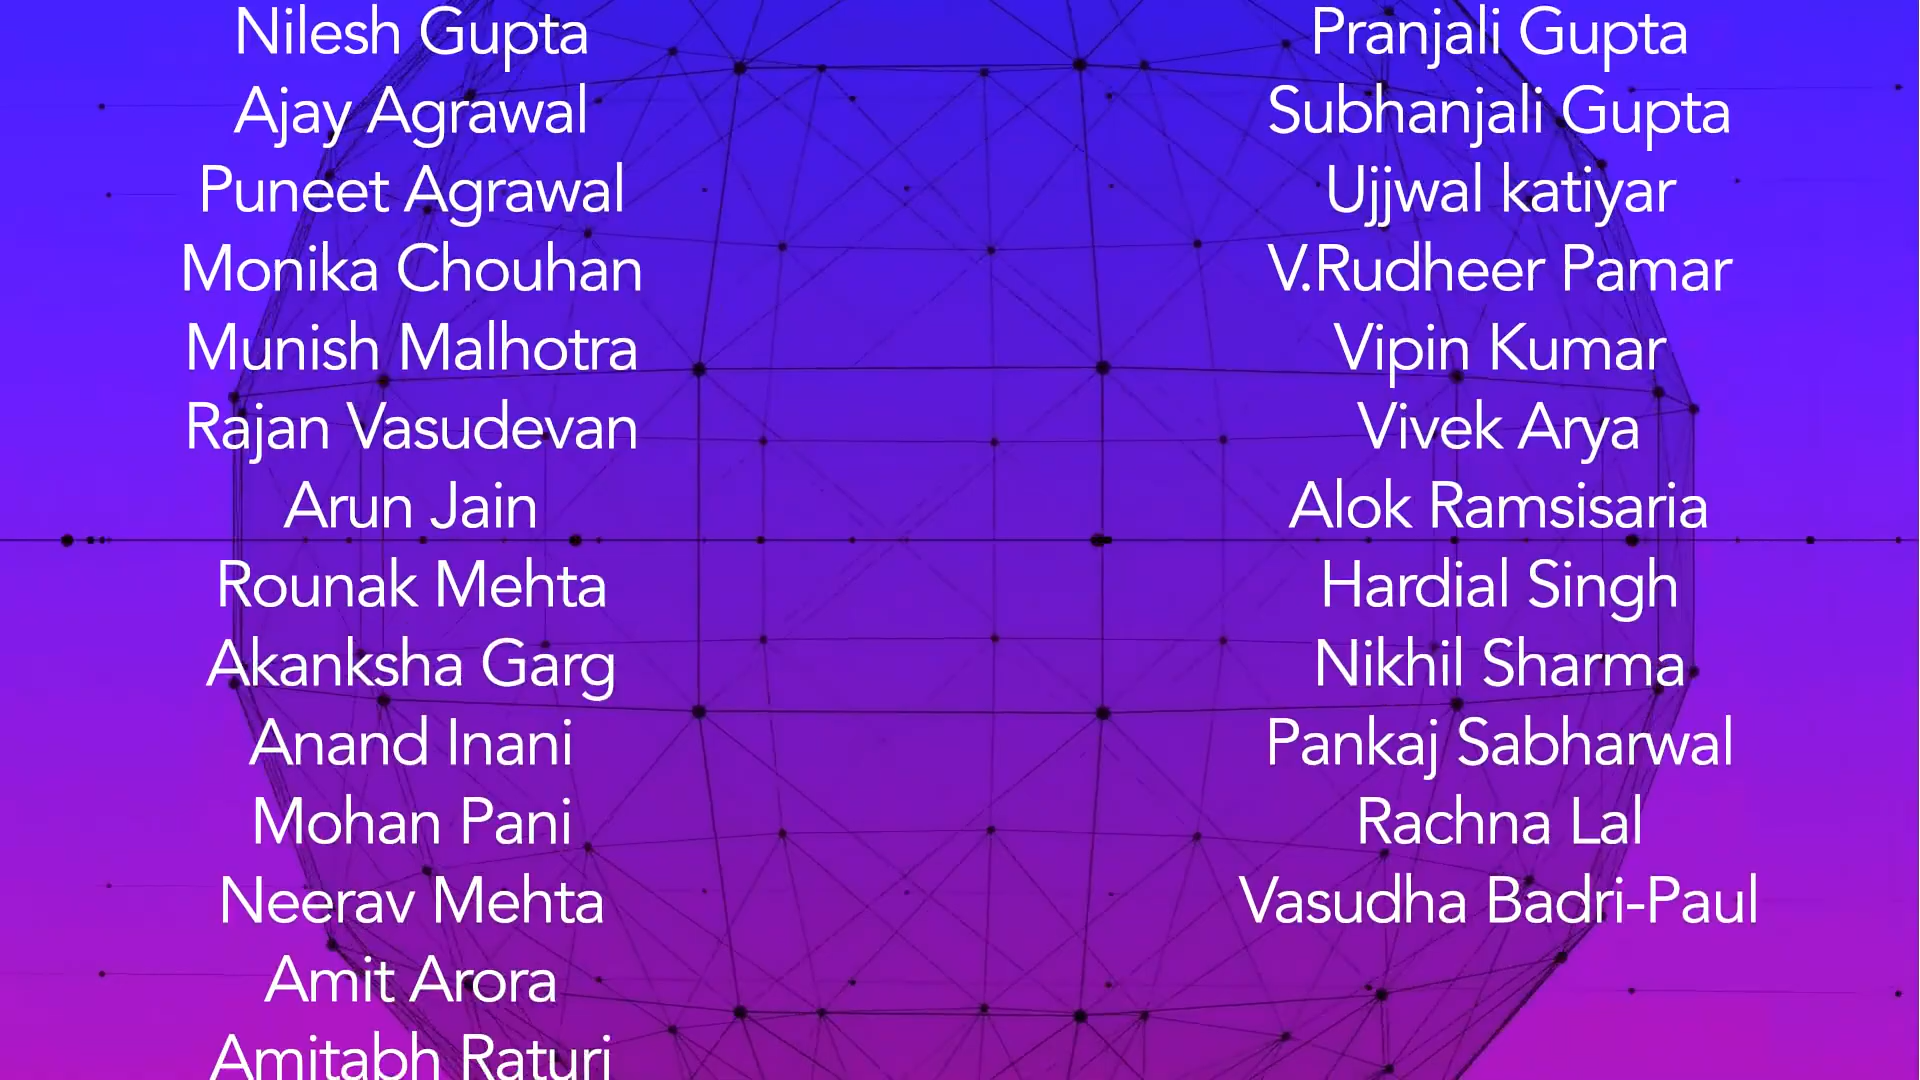 Nilesh Gupta
Ajay Agrawal
Puneet Agrawal
Monika Chouhan
Munish Malhotra
Rajan Vasudevan
Arun Jain
Rounak Mehta
Akanksha Garg
Anand Inani
Mohan Pani
Neerav Mehta
Amit Arora
Amitabh Raturi
Pranjali Gupta
Subhanjali Gupta
Ujjwal katiyar
V.Rudheer Pamar
Vipin Kumar
Vivek Arya
Alok Ramsisaria
Hardial Singh
Nikhil Sharma
Pankaj Sabharwal
Rachna Lal
Vasudha Badri-Paul